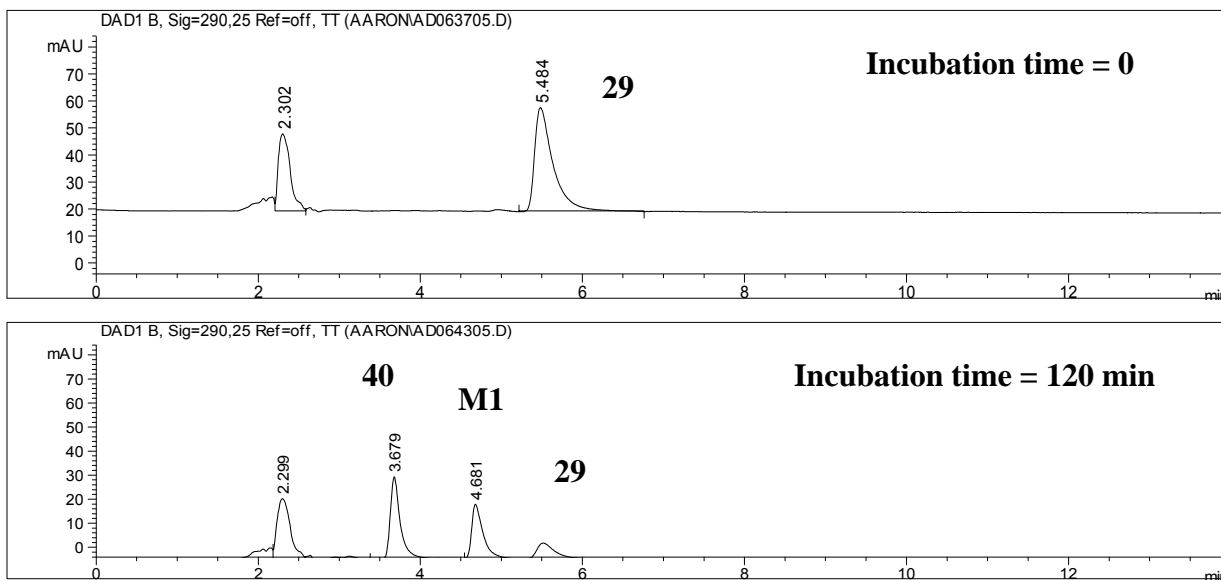 DAD1 B, Sig=290,25 Ref=off, TT (AARON\AD063705.D)
mAU
Incubation time = 0
29
5.484
2.302
70
60
50
40
30
20
10
0
0 2 4 6 8 10 12 min
DAD1 B, Sig=290,25 Ref=off, TT (AARON\AD064305.D)
mAU
40
Incubation time = 120 min
M1
29
2.299
3.679
4.681
70
60
50
40
30
20
10
0
0 2 4 6 8 10 12 min